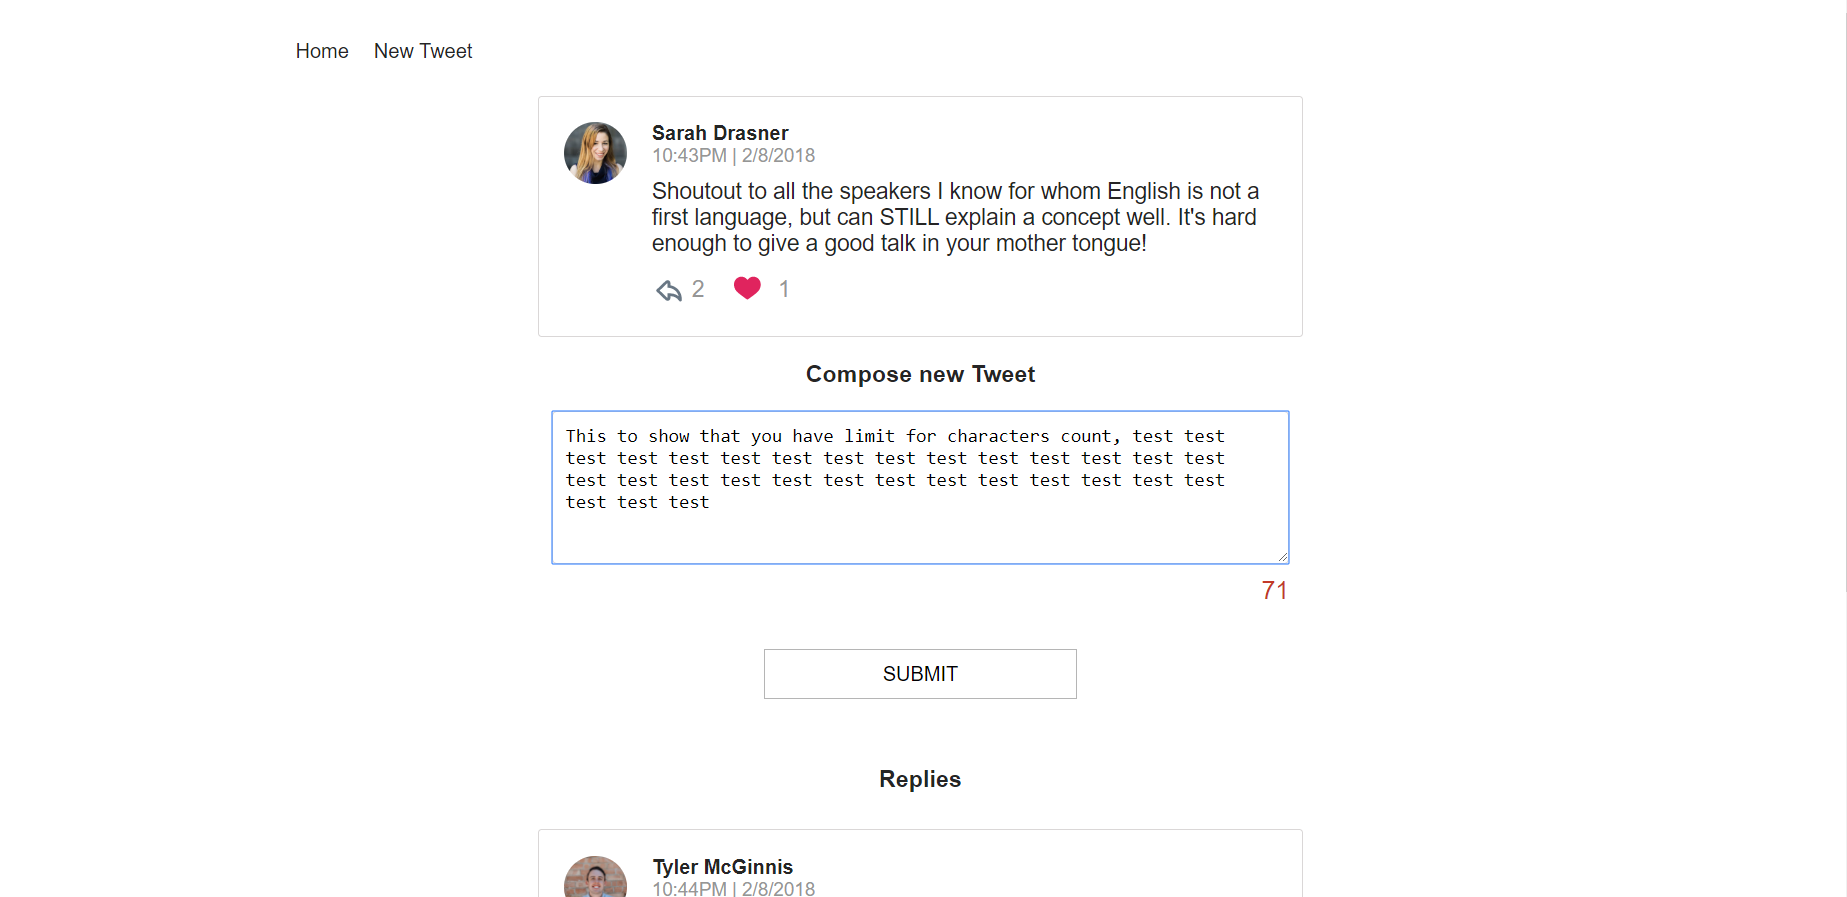 Home New Tweet
Sarah Drasner
10:43PM | 2/8/2018
Shoutout to all the speakers I know for whom English is not a
first language, but can STILL explain a concept well. It's hard
enough to give a good talk in your mother tongue!
2 1
Compose new Tweet
This to show that you have limit for characters count, test test
test test test test test test test test test test test test test
test test test test test test test test test test test test test
test test test
71
SUBMIT
Replies
Tyler McGinnis
10:44PM | 2/8/2018